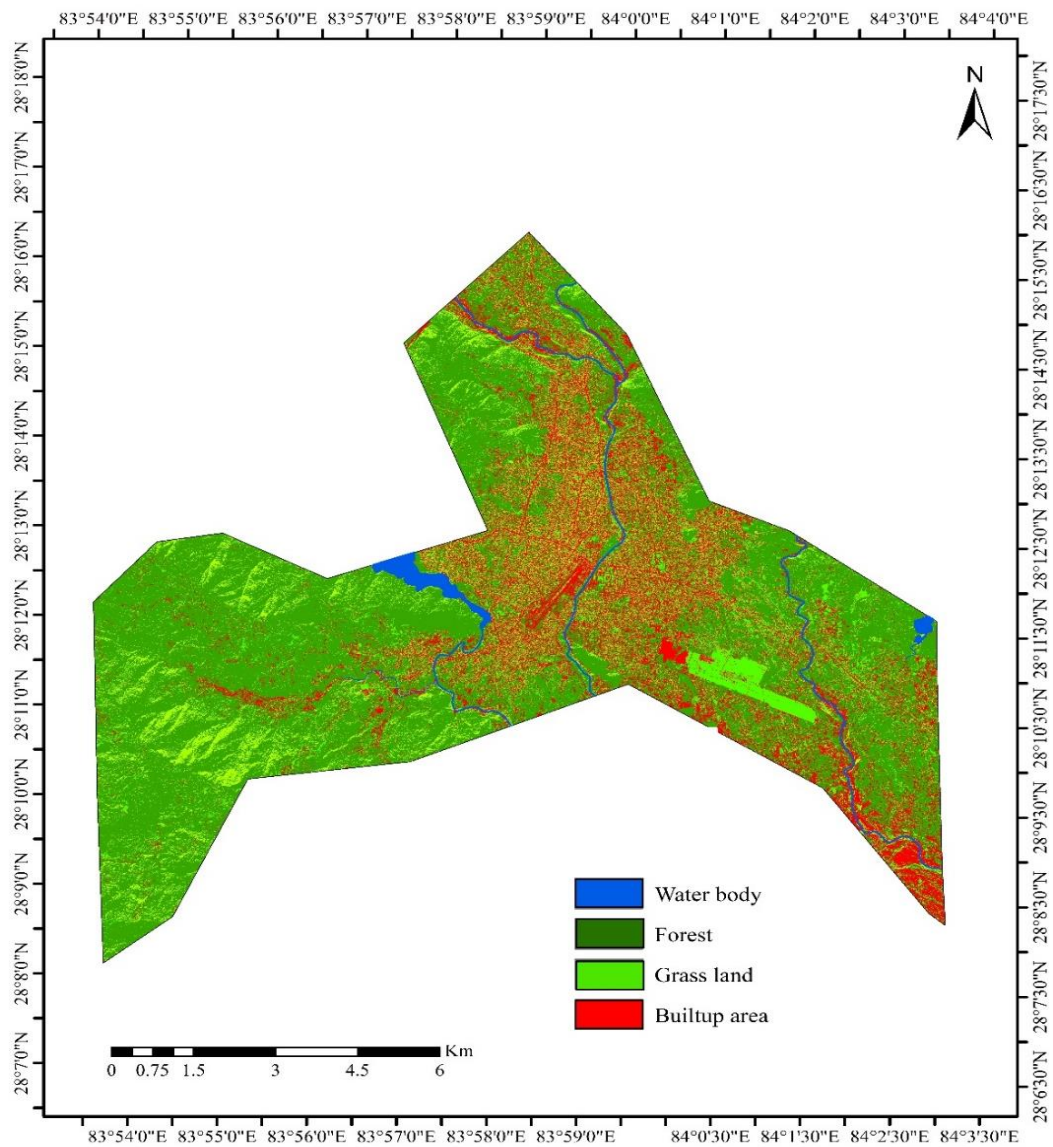 83°54'0"E 83°55'0"E 83°56'0"E 83°57'0"E 83°58'0"E 83°59'0"E 84°0'0"E 84°1'0"E 84°2'0"E 84°3'0"E 84°4'0"E
N
28°18'0"N
28°17'0"N
28°16'0"N
28°15'0"N
28°14'0"N
28°13'0"N
28°12'0"N
28°11'0"N
28°10'0"N
28°9'0"N
28°8'0"N
28°7'0"N
28°17'30"N
28°16'30"N
28°15'30"N
28°14'30"N
28°13'30"N
28°12'30"N
28°11'30"N
28°10'30"N
28°9'30"N
28°8'30"N
28°7'30"N
28°6'30"N
Water body
Forest
Grass land
Builtup area
Km
0 0.75 1.5 3 4.5 6
83°54'0"E 83°55'0"E 83°56'0"E 83°57'0"E 83°58'0"E 83°59'0"E 84°0'30"E 84°1'30"E 84°2'30"E 84°3'30"E